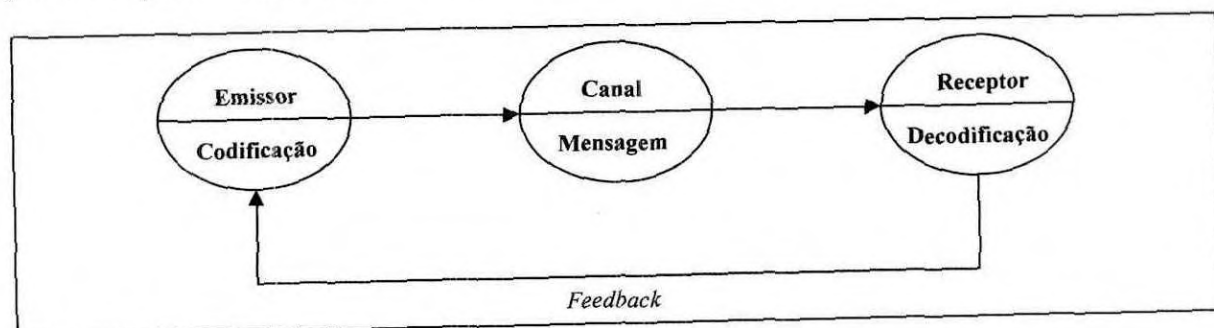 Emissor
Codificação
Canal
Mensagem
Receptor
Decodificação
Feedback